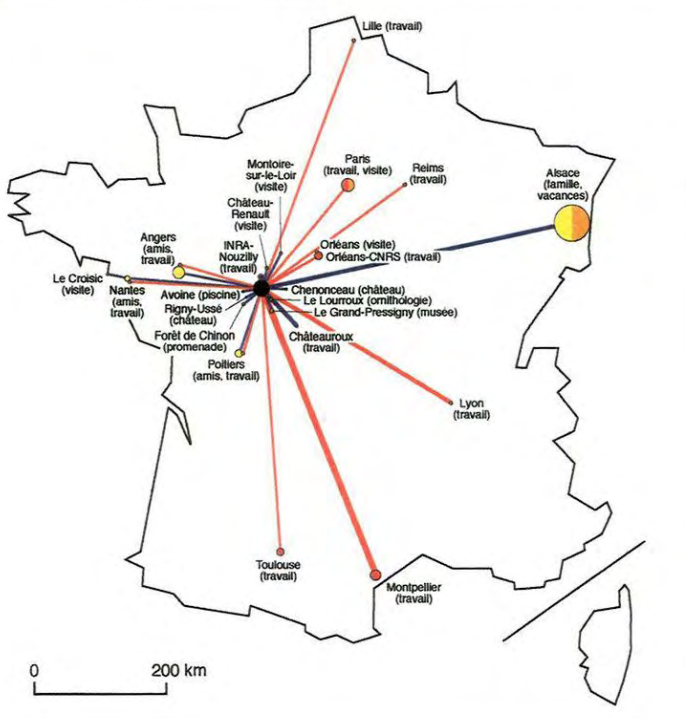 Lille (travail)
Montoire-
sur-le-Loir
(visite)
Paris
(travail, visite)
Reims
(travail)
Alsace
(famille,
vacances)
Château-
Renault
(visite)
Angers
(amis,
travail)
INRA-
Nouzilly
(travail)
Orléans (visite)
Orléans-CNRS (travail)
Le Croisic
(visite)
Nantes
(amis,
travail)
Avoine (piscine)
Chenonceau (château)
Rigny-Ussé
(château)
Le Lourroux (ornithologie)
Le Grand-Pressigny (musée)
Forêt de Chinon
(promenade)
Châteauroux
(travail)
Poitiers
(amis, travail)
Lyon
(travail)
Toulouse
(travail)
Montpellier
(travail)
0 200 km